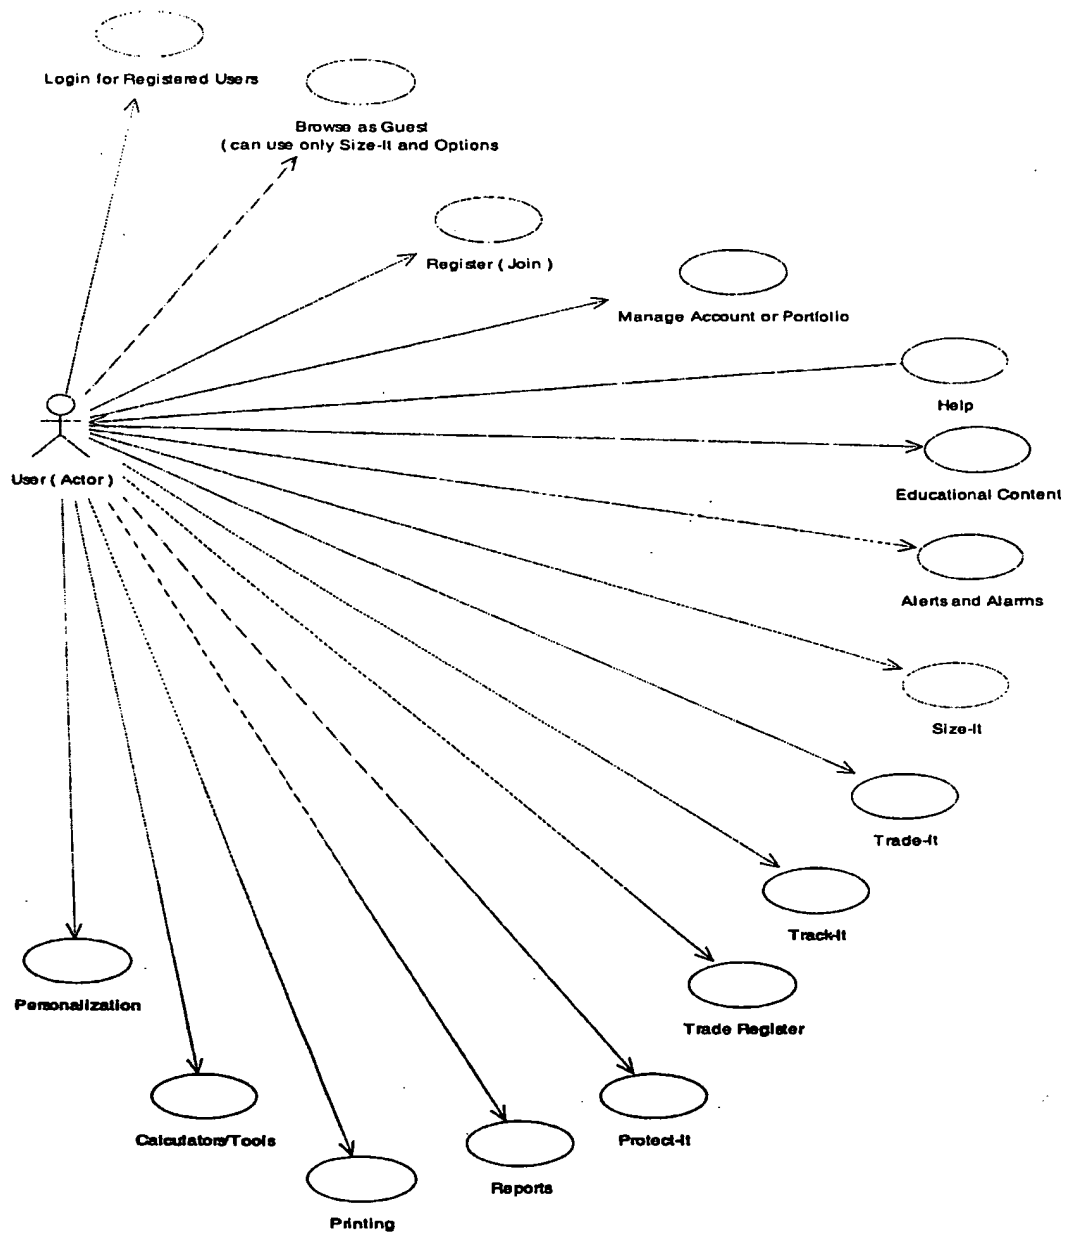 Login for Registered Users
Browse as Guest
( can use only Size-It and Options
Register ( Join )
Manage Account or Portfolio
Help
User ( Actor )
Educational Content
Alerts and Alarms
Size-It
Trade-It
Track-It
Personalization
Trade Register
Calculators/Tools
Protect-It
Reports
Printing